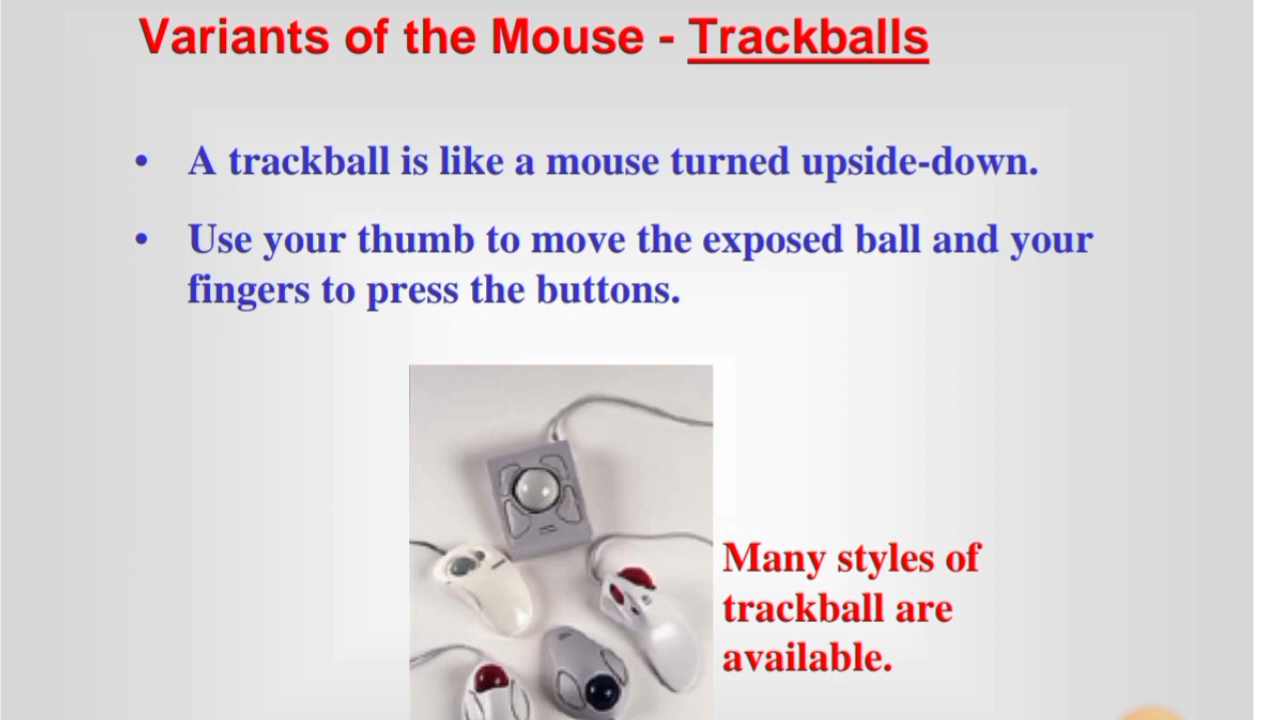 Variants of the Mouse - Trackballs
• A trackball is like a mouse turned upside-down.
• Use your thumb to move the exposed ball and your
fingers to press the buttons.
Many styles of
trackball are
available.